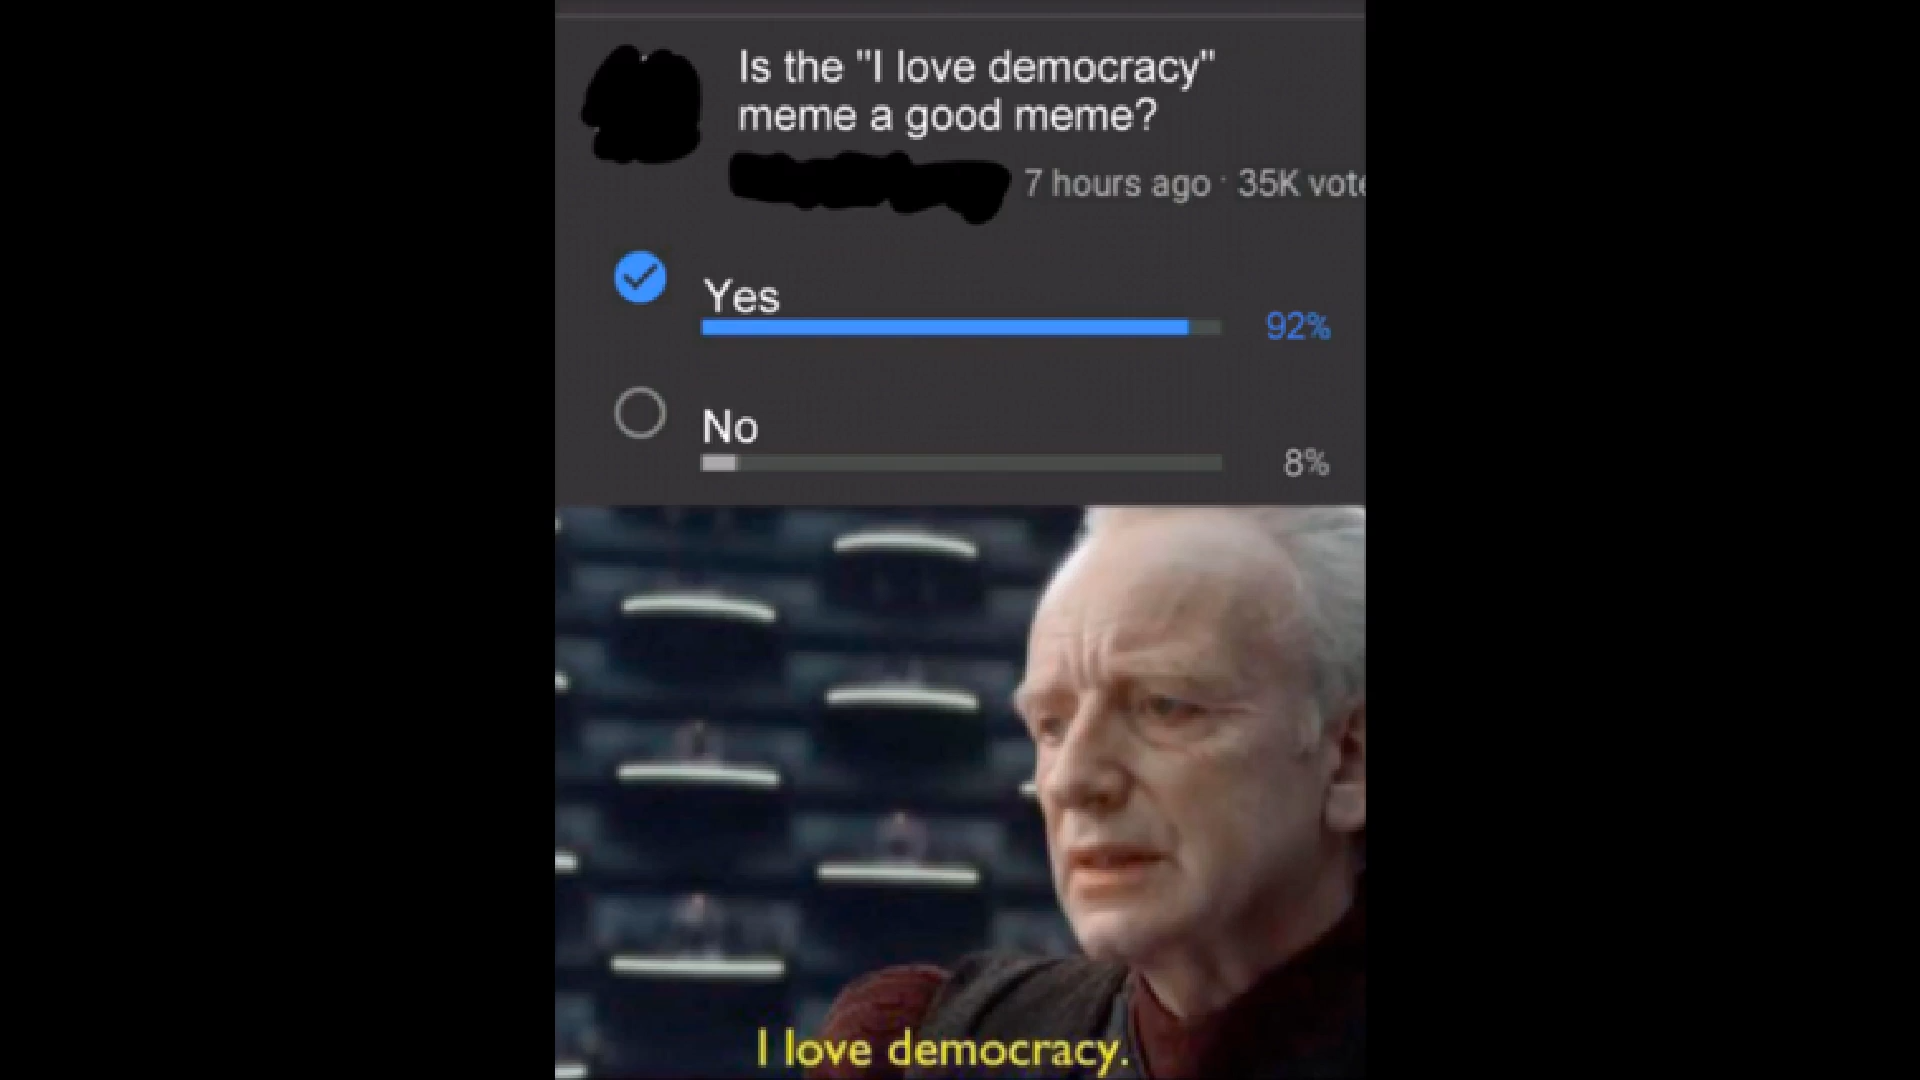 Is the "I love democracy"
meme a good meme?
7 hours ago · 35K vote
Yes
92%
No
8%
I love democracy.